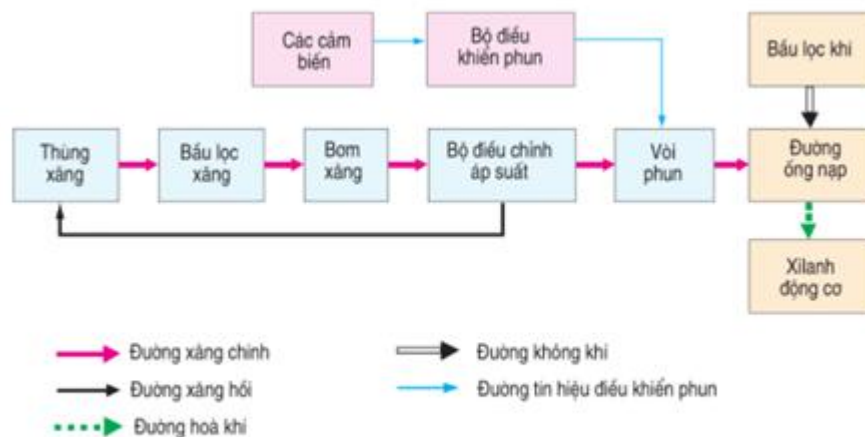 Các cảm
biến
Bộ điều
khiển phun
Bầu lọc khí
Thùng
xăng
Bầu lọc
xăng
Bơm
xăng
Bộ điều chỉnh
áp suất
Vòi
phun
Đường
ống nạp
Xilanh
động cơ
Đường xăng chính
Đường không khí
Đường xăng hồi
Đường tín hiệu điều khiển phun
Đường hoà khí